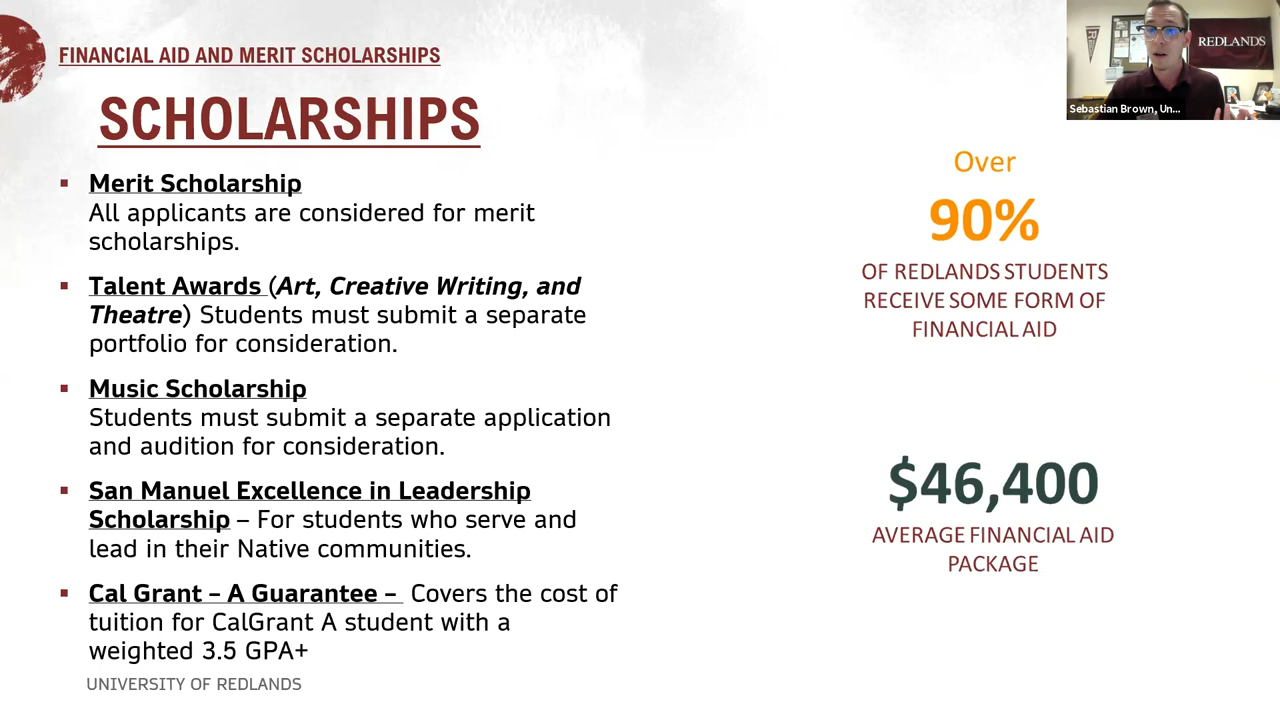 FINANCIAL AID AND MERIT SCHOLARSHIPS
SCHOLARSHIPS
▪ Merit Scholarship
All applicants are considered for merit
scholarships.
▪ Talent Awards (Art, Creative Writing, and
Theatre) Students must submit a separate
portfolio for consideration.
▪ Music Scholarship
Students must submit a separate application
and audition for consideration.
▪ San Manuel Excellence in Leadership
Scholarship – For students who serve and
lead in their Native communities.
▪ Cal Grant – A Guarantee – Covers the cost of
tuition for CalGrant A student with a
weighted 3.5 GPA+
UNIVERSITY OF REDLANDS
REDLANDS
Sebastian Brown, Un...
Over
90%
OF REDLANDS STUDENTS
RECEIVE SOME FORM OF
FINANCIAL AID
$46,400
AVERAGE FINANCIAL AID
PACKAGE